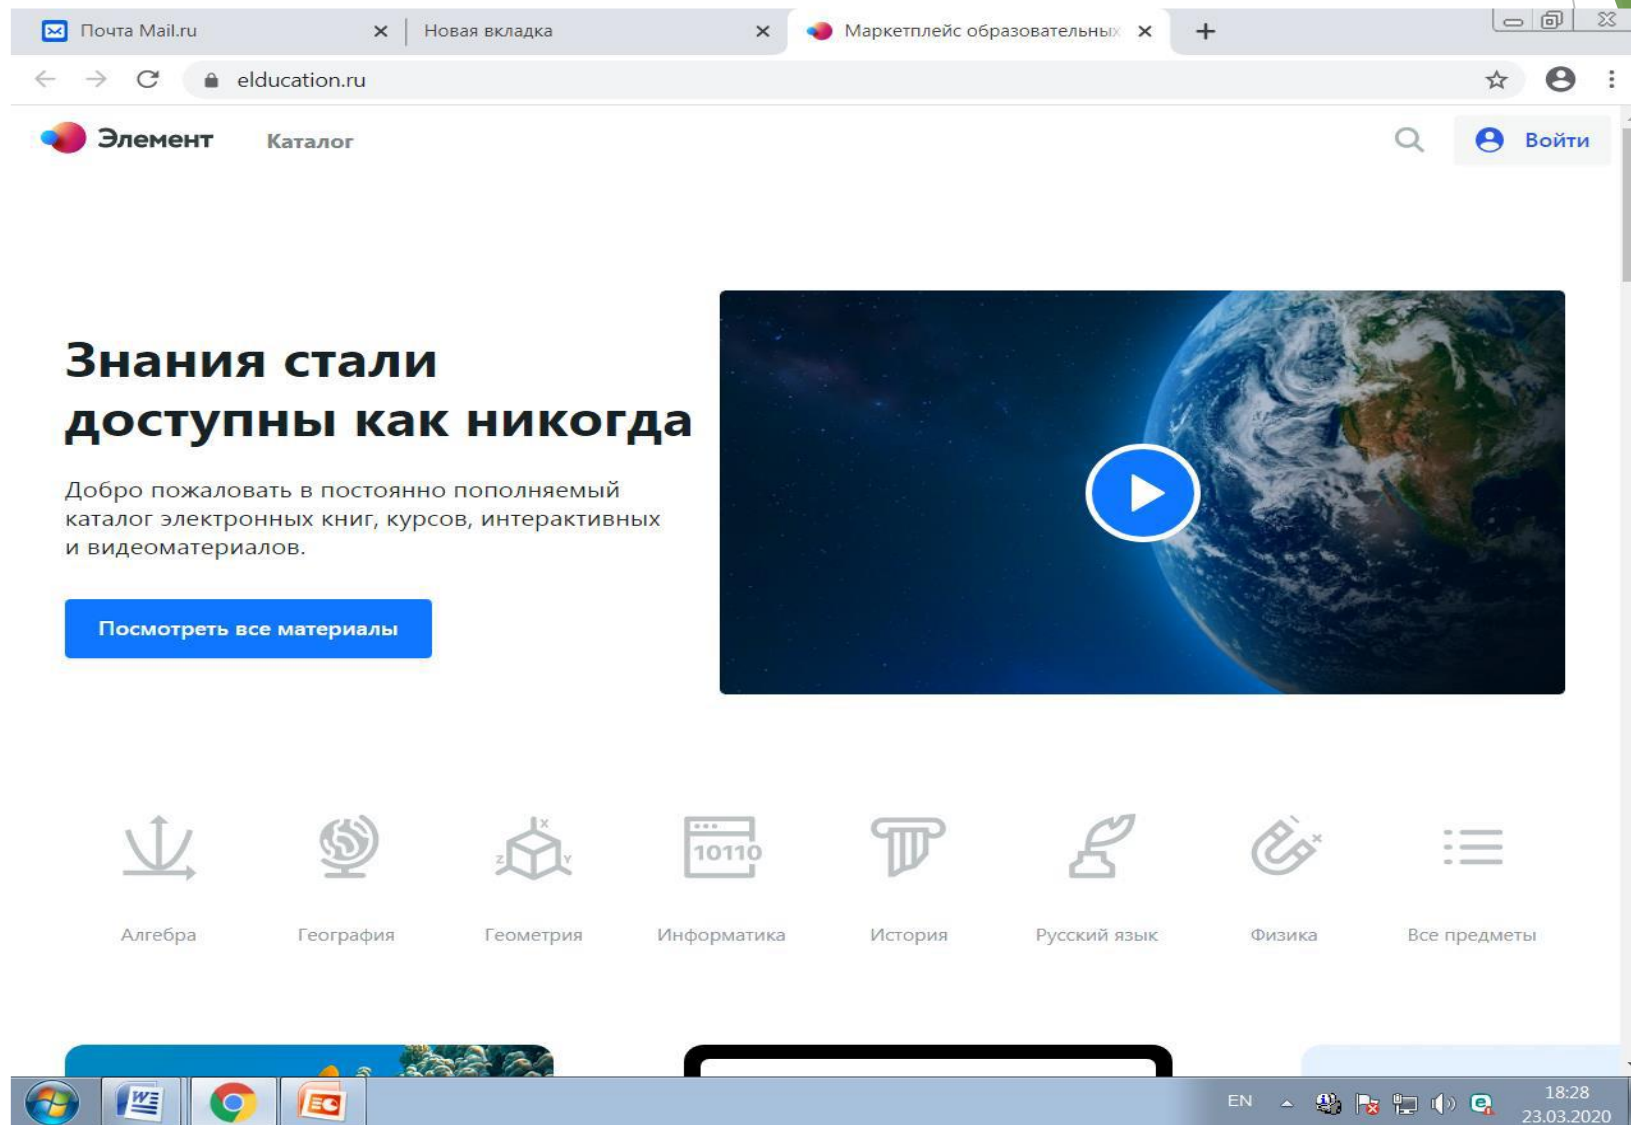 Почта Mail.ru
Новая вкладка
Маркетплейс образовательных
elducation.ru
Элемент
Каталог
Войти
Знания стали
доступны как никогда
Добро пожаловать в постоянно пополняемый
каталог электронных книг, курсов, интерактивных
и видеоматериалов.
Посмотреть все материалы
X
Z Y
10110
Алгебра
География
Геометрия
Информатика
История
Русский язык
Физика
Все предметы
EN
18:28
23.03.2020